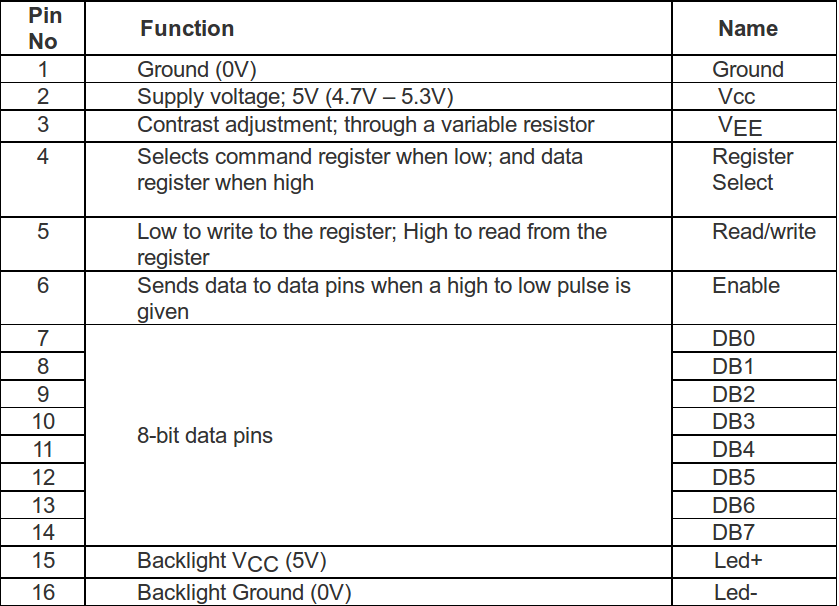 Pin No Function Name
1 Ground (0V) Ground
2 Supply voltage; 5V (4.7V – 5.3V) Vcc
3 Contrast adjustment; through a variable resistor VEE
4 Selects command register when low; and data Register
register when high Select
5 Low to write to the register; High to read from the Read/write
register
6 Sends data to data pins when a high to low pulse is Enable
given
7 DB0
8 DB1
9 DB2
10 DB3
8-bit data pins
11 DB4
12 DB5
13 DB6
14 DB7
15 Backlight VCC (5V) Led+
16 Backlight Ground (0V) Led-